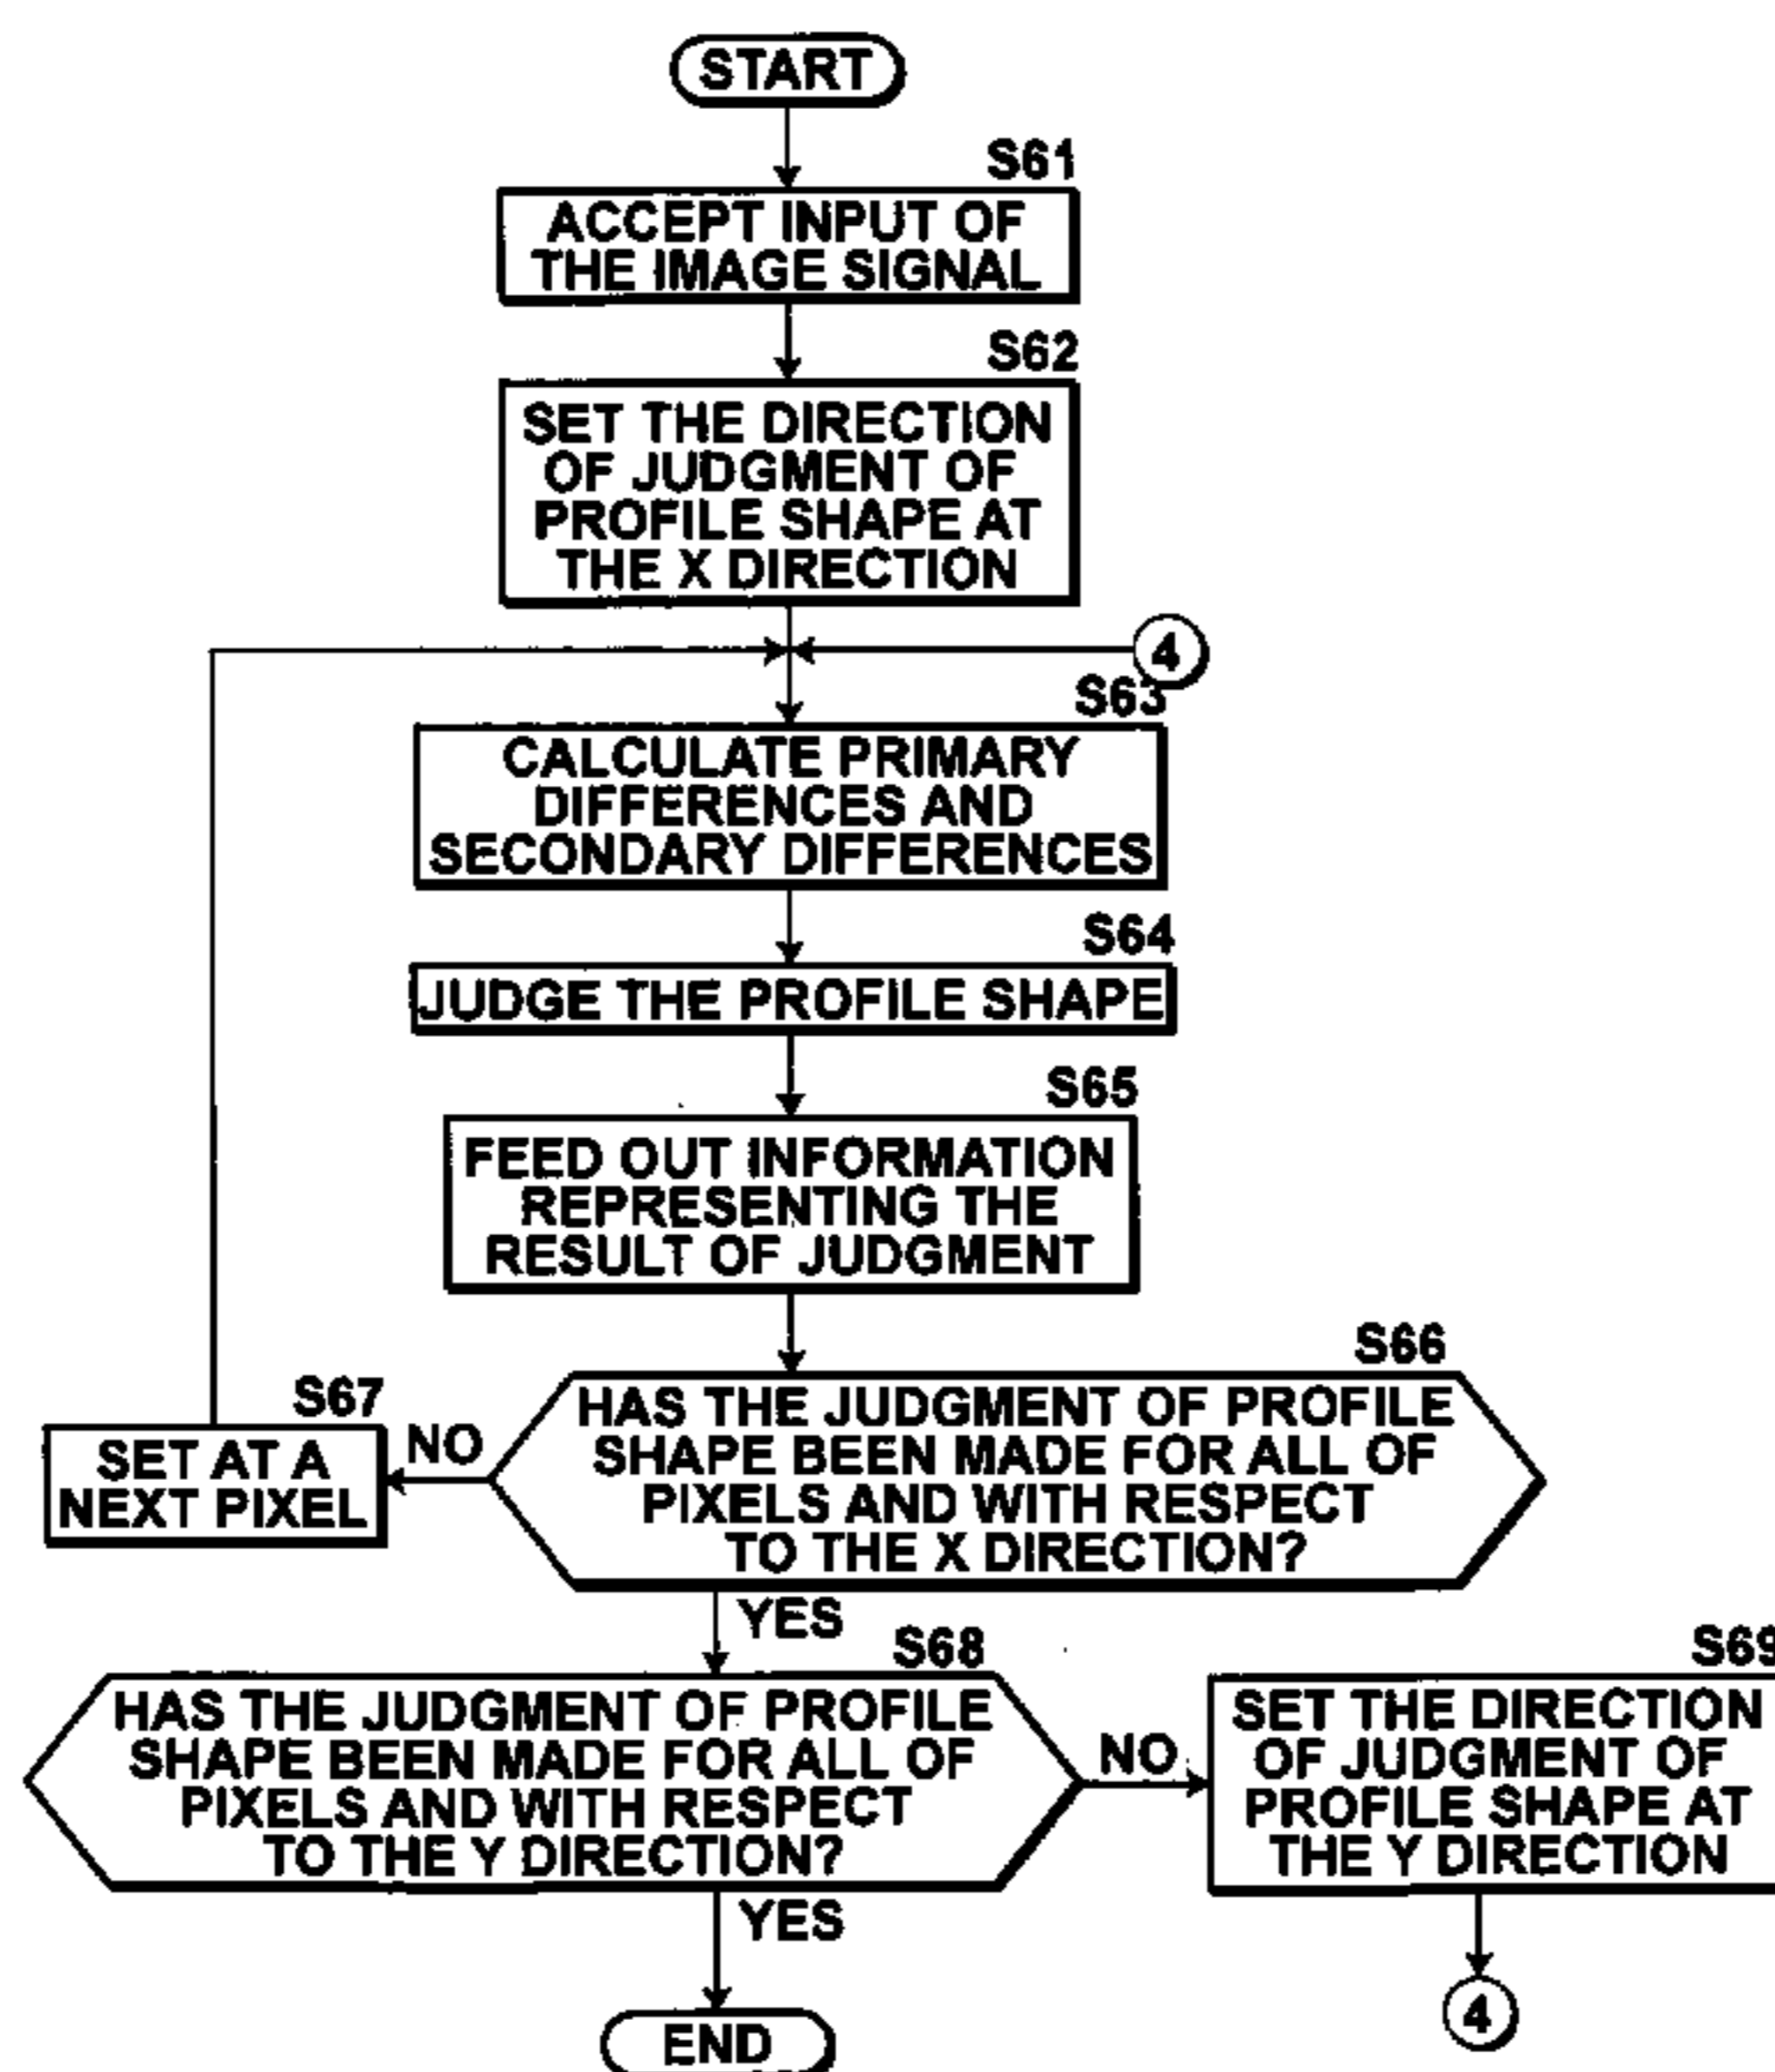 START
S61
ACCEPT INPUT OF
THE IMAGE SIGNAL
S62
SET THE DIRECTION
OF JUDGMENT OF
PROFILE SHAPE AT
THE X DIRECTION
4
S63
CALCULATE PRIMARY
DIFFERENCES AND
SECONDARY DIFFERENCES
S64
JUDGE THE PROFILE SHAPE
S65
FEED OUT INFORMATION
REPRESENTING THE
RESULT OF JUDGMENT
S66
HAS THE JUDGMENT OF PROFILE
SHAPE BEEN MADE FOR ALL OF
PIXELS AND WITH RESPECT
TO THE X DIRECTION?
NO
S67
SET AT A
NEXT PIXEL
YES
S68
HAS THE JUDGMENT OF PROFILE
SHAPE BEEN MADE FOR ALL OF
PIXELS AND WITH RESPECT
TO THE Y DIRECTION?
NO
S69
SET THE DIRECTION
OF JUDGMENT OF
PROFILE SHAPE AT
THE Y DIRECTION
4
YES
END